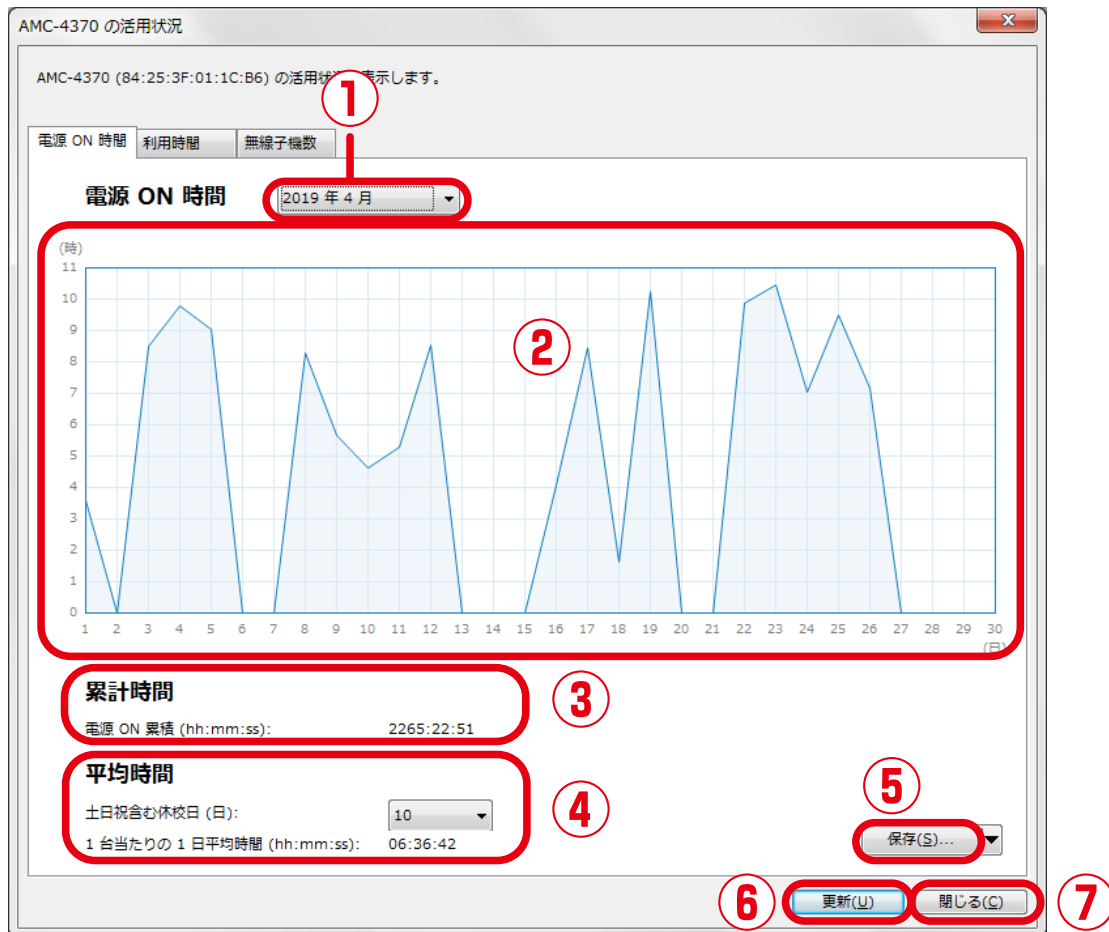 AMC-4370 の活用状況
AMC-4370 (84:25:3F:01:1C:B6) の活用状 表示します。
①
電源 ON 時間 利用時間 無線子機数
電源 ON 時間 2019 年 4 月
(時)
11
10
9
8
7
6
5
4
3
2
1
0
②
1 2 3 4 5 6 7 8 9 10 11 12 13 14 15 16 17 18 19 20 21 22 23 24 25 26 27 28 29 30
(日)
累計時間
電源 ON 累積 (hh:mm:ss): 2265:22:51
③
平均時間
土日祝含む休校日 (日): 10
1 台当たりの 1 日平均時間 (hh:mm:ss): 06:36:42
④
⑤
保存(S)...
⑥ 更新(U) 閉じる(C) ⑦